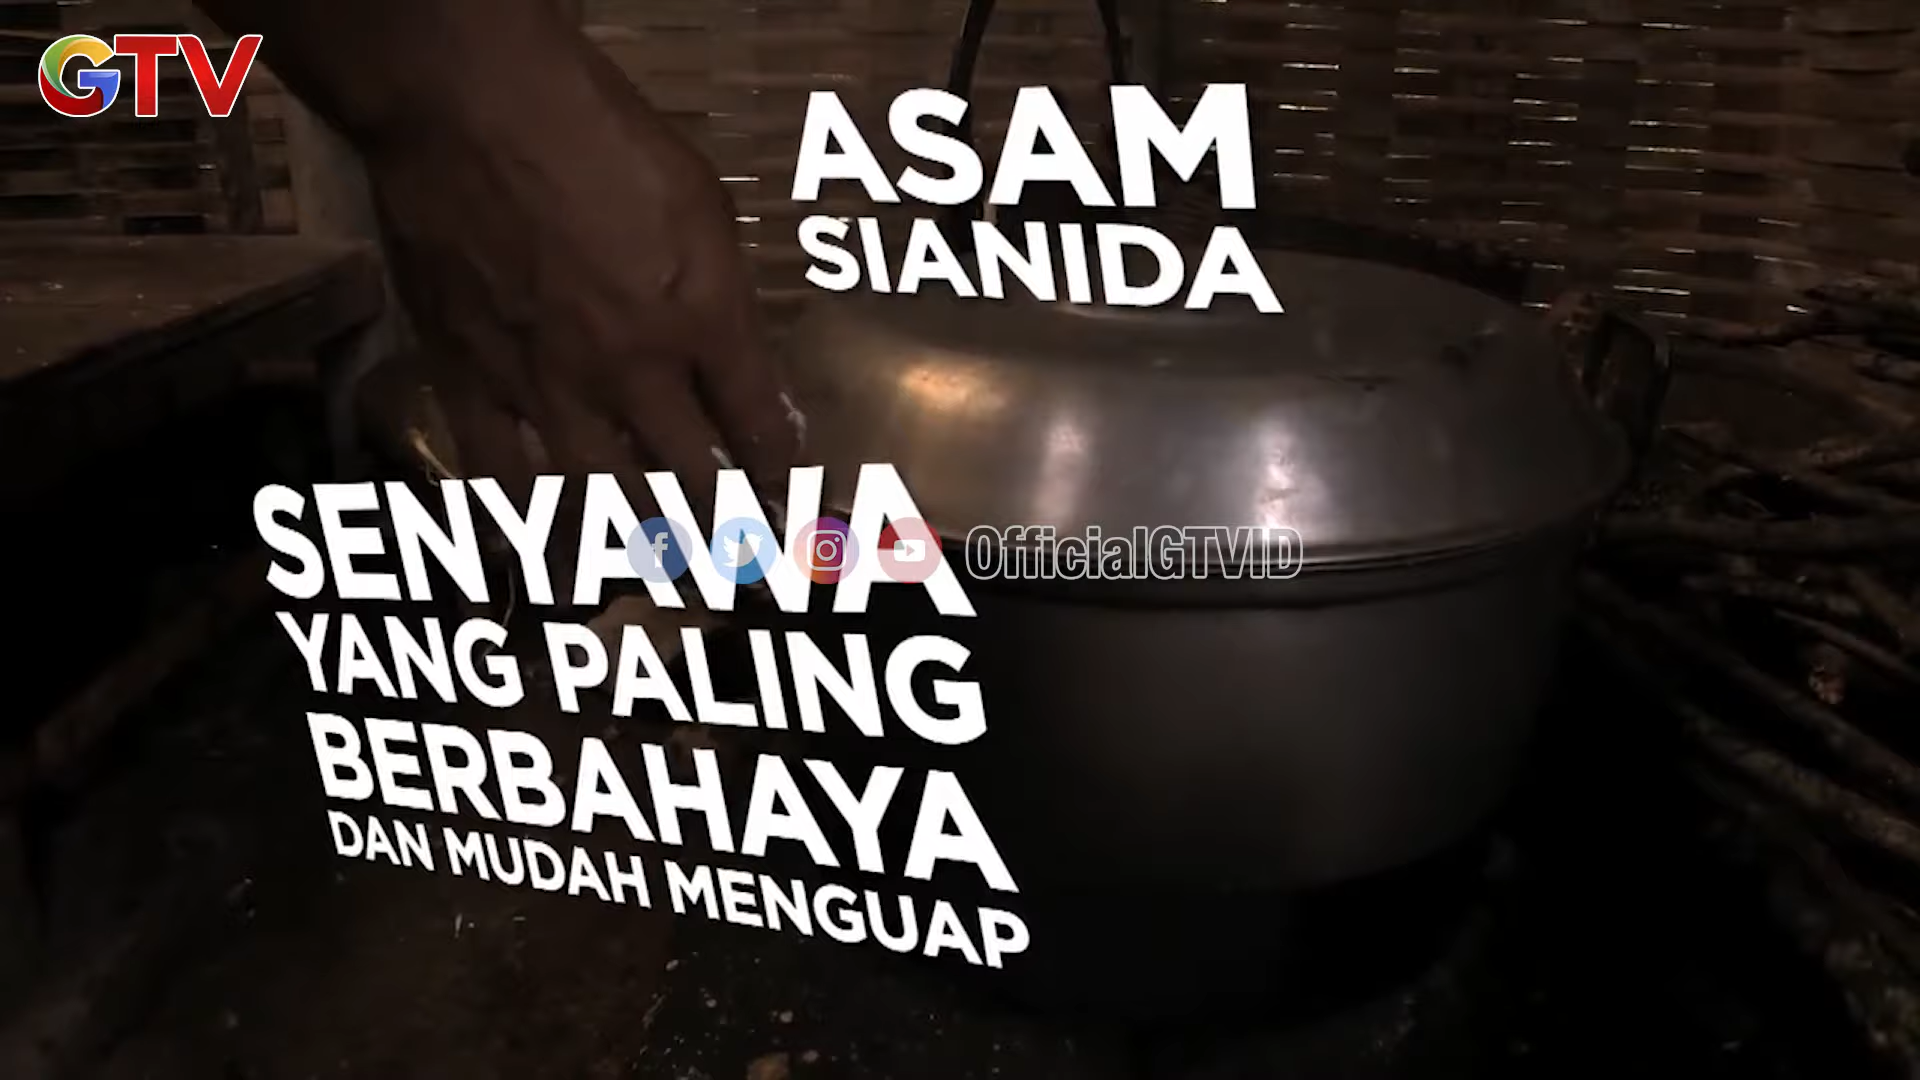 GTV
ASAM
SIANIDA
SENYAWA
OfficialGTVID
YANG PALING
BERBAHAYA
DAN MUDAH MENGUAP